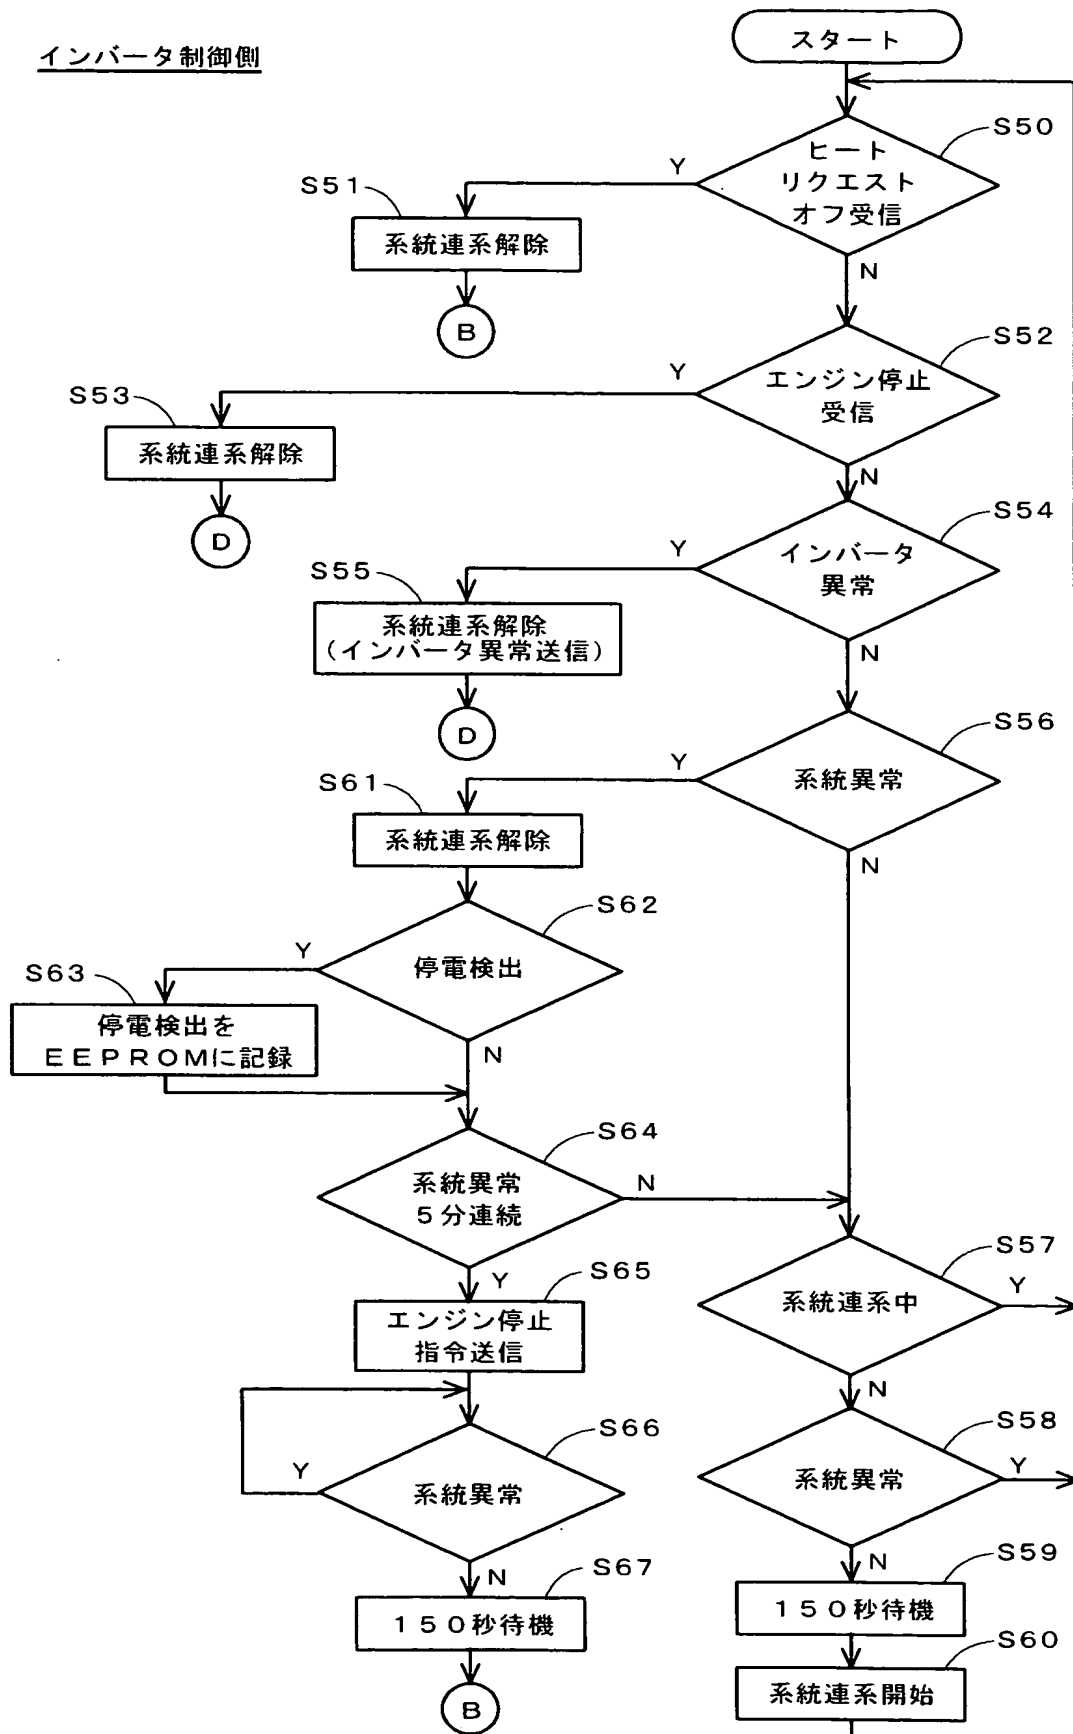 インバータ制御側
スタート
S50
ヒート
リクエスト
オフ受信
Y
N
S51
系統連系解除
B
S52
エンジン停止
受信
Y
N
S53
系統連系解除
D
S54
インバータ
異常
Y
N
S55
系統連系解除
(インバータ異常送信)
D
S56
系統異常
Y
N
S61
系統連系解除
S62
停電検出
Y
N
S63
停電検出を
EEPROMに記録
S64
系統異常
5分連続
N
Y
S65
エンジン停止
指令送信
S66
系統異常
Y
N
S67
150秒待機
B
S57
系統連系中
Y
N
S58
系統異常
Y
N
S59
150秒待機
S60
系統連系開始